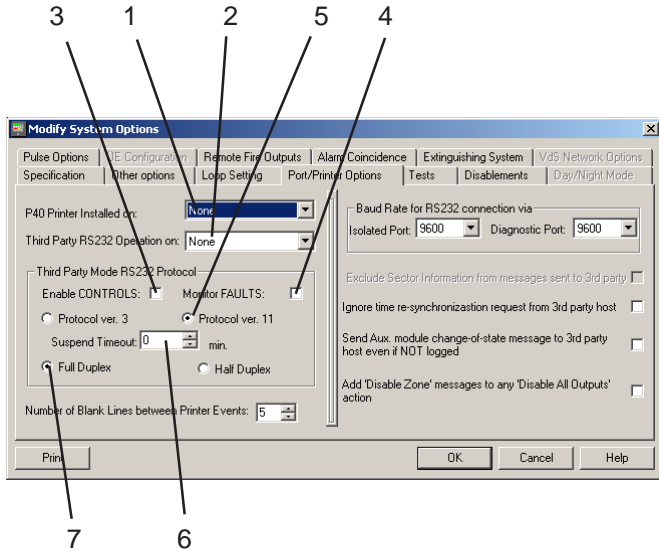 3 1 2 5 4
Modify System Options
Pulse Options UE Configuration Remote Fire Outputs Alarm Coincidence Extinguishing System VdS Network Options
Specification Other options Loop Setting Port/Printer Options Tests Disablements Day/Night Mode
P40 Printer Installed on: None
Third Party RS232 Operation on: None
Third Party Mode RS232 Protocol
Enable CONTROLS: Monitor FAULTS:
Protocol ver. 3 Protocol ver. 11
Suspend Timeout: 0 min.
Full Duplex Half Duplex
Number of Blank Lines between Printer Events: 5
Baud Rate for RS232 connection via
Isolated Port: 9600 Diagnostic Port: 9600
Exclude Sector Information from messages sent to 3rd party
Ignore time re-synchronizastion request from 3rd party host
Send Aux. module change-of-state message to 3rd party
host even if NOT logged
Add 'Disable Zone' messages to any 'Disable All Outputs'
action
Print OK Cancel Help
7 6